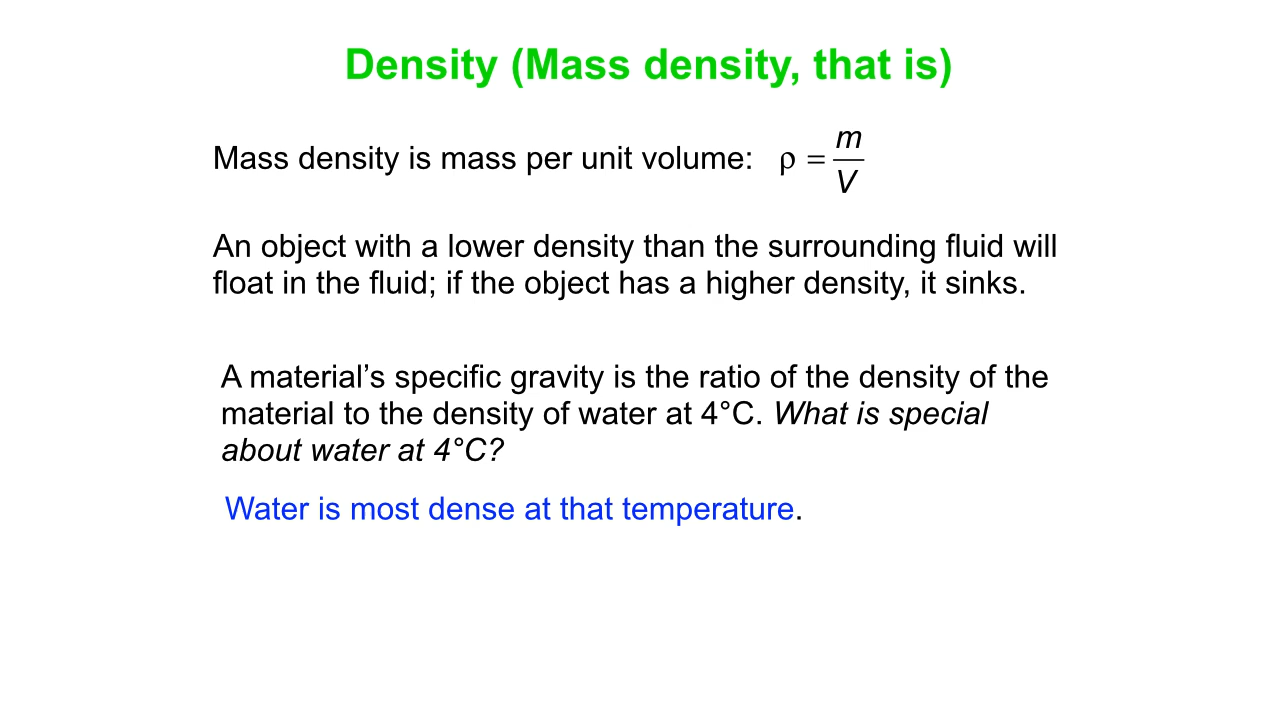 Density (Mass density, that is)
Mass density is mass per unit volume: ρ = m/V
An object with a lower density than the surrounding fluid will
float in the fluid; if the object has a higher density, it sinks.
A material’s specific gravity is the ratio of the density of the
material to the density of water at 4°C. What is special
about water at 4°C?
Water is most dense at that temperature.